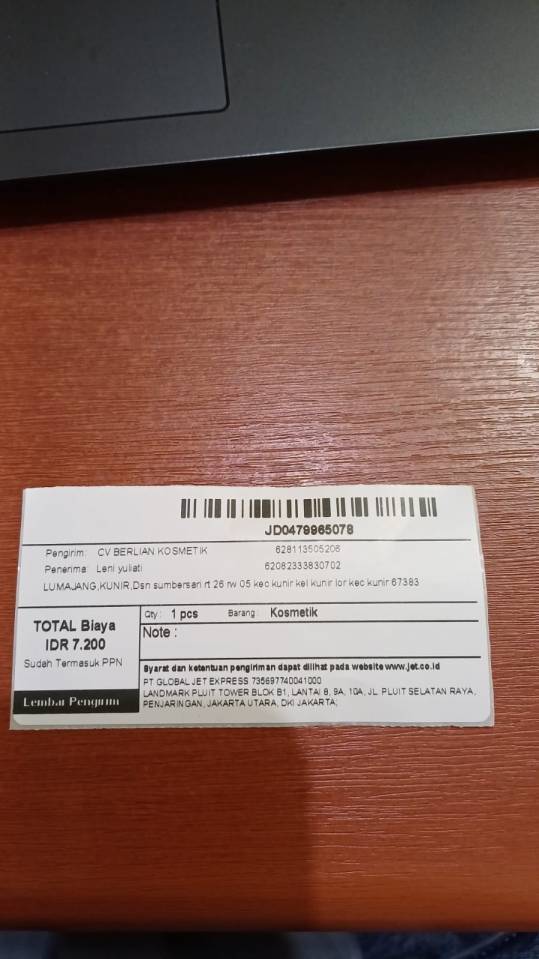 JD0479965078
Pengirim: CV BERLIAN KOSMETIK 628113505206
Penerima: Leni yuliati 62082333830702
LUMAJANG,KUNIR,Dsn sumbersari rt 26 rw 05 kec kunir kel kunir lor kec kunir 67383
TOTAL Biaya
IDR 7.200
Sudah Termasuk PPN
Lembar Pengirim
Qty : 1 pcs Barang : Kosmetik
Note :
Syarat dan ketentuan pengiriman dapat dilihat pada website www.jet.co.id
PT GLOBAL JET EXPRESS 735697740041000
LANDMARK PLUIT TOWER BLOK B1, LANTAI 8, 9A, 10A, JL. PLUIT SELATAN RAYA,
PENJARINGAN, JAKARTA UTARA, DKI JAKARTA;